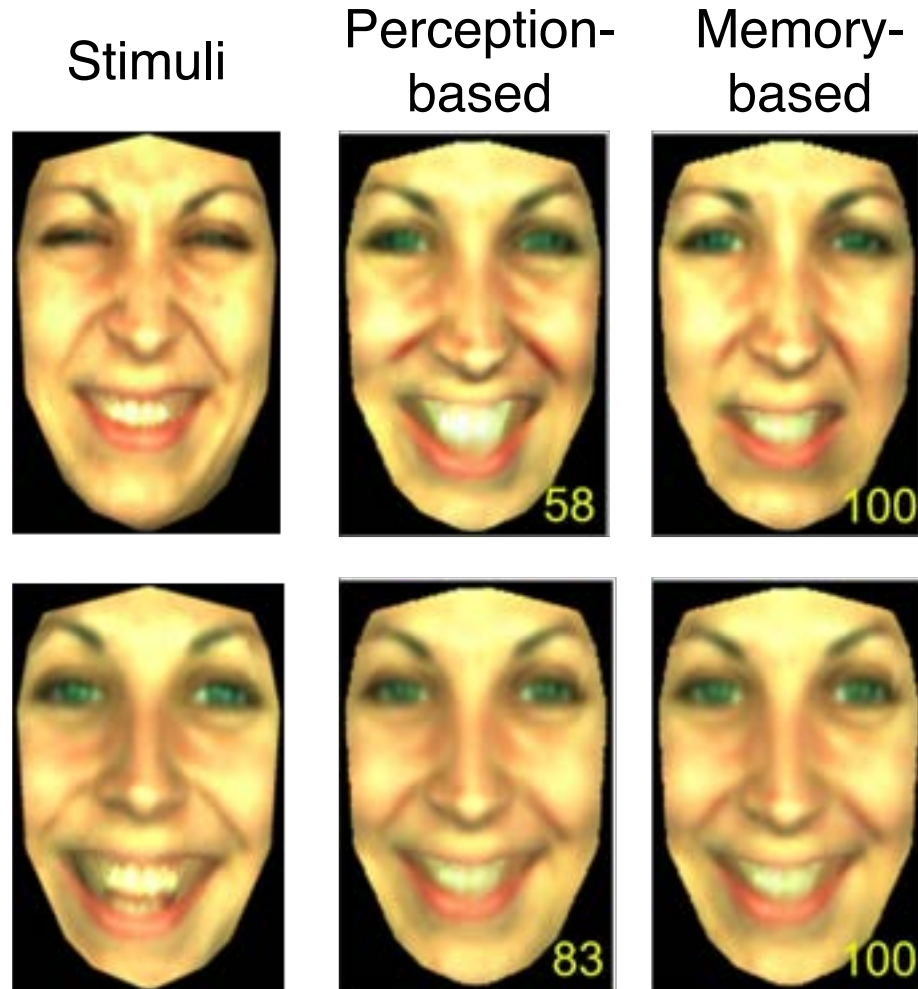 Stimuli
Perception-
based
Memory-
based
58
100
83
100